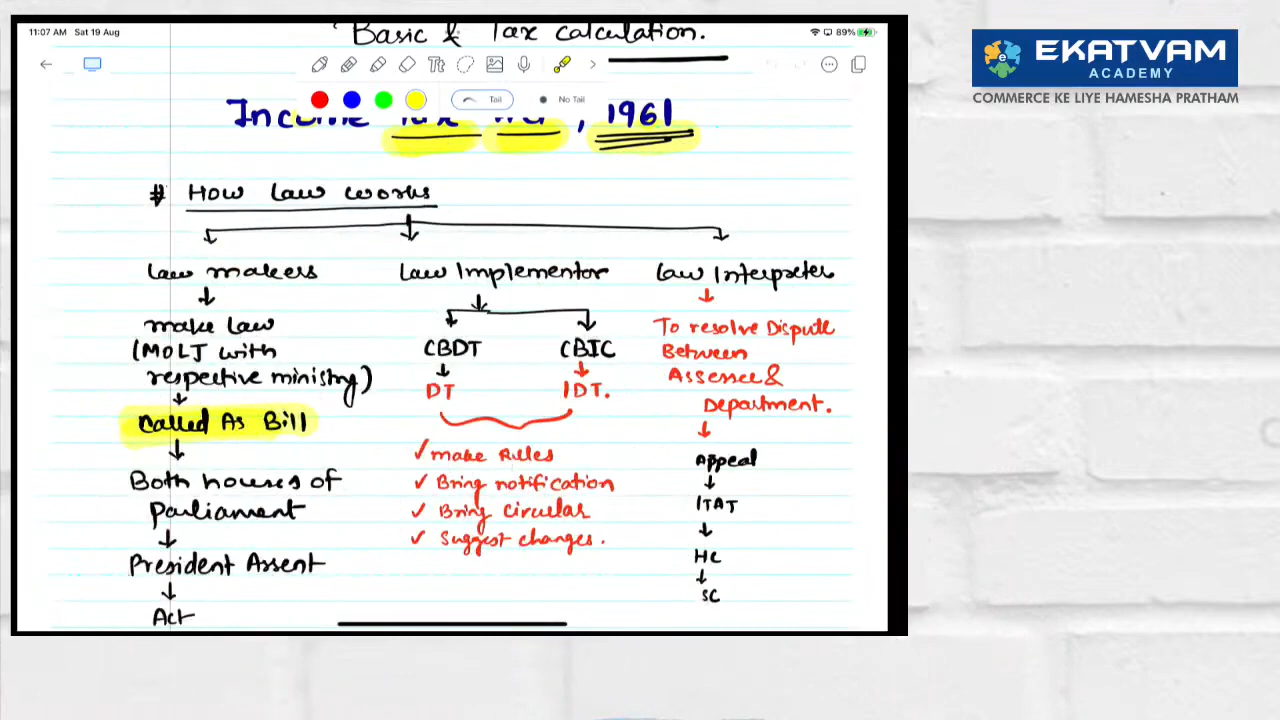 11:07 AM Sat 19 Aug
89%
Basic & Tax calculation.
Tt
Tail
No Tail
Income Tax Act, 1961
# How Law works
Law makers
make Law
(MOLJ with
respective ministry)
Called As Bill
Both houses of
Parliament
President Assent
Act
Law Implementor
CBDT
DT
CBIC
IDT.
✓ make Rules
✓ Bring notification
✓ Bring circular
✓ Suggest changes.
Law Interpreter
To resolve Dispute
Between
Assessee &
Department.
Appeal
ITAT
HC
SC
EKATVAM
ACADEMY
COMMERCE KE LIYE HAMESHA PRATHAM